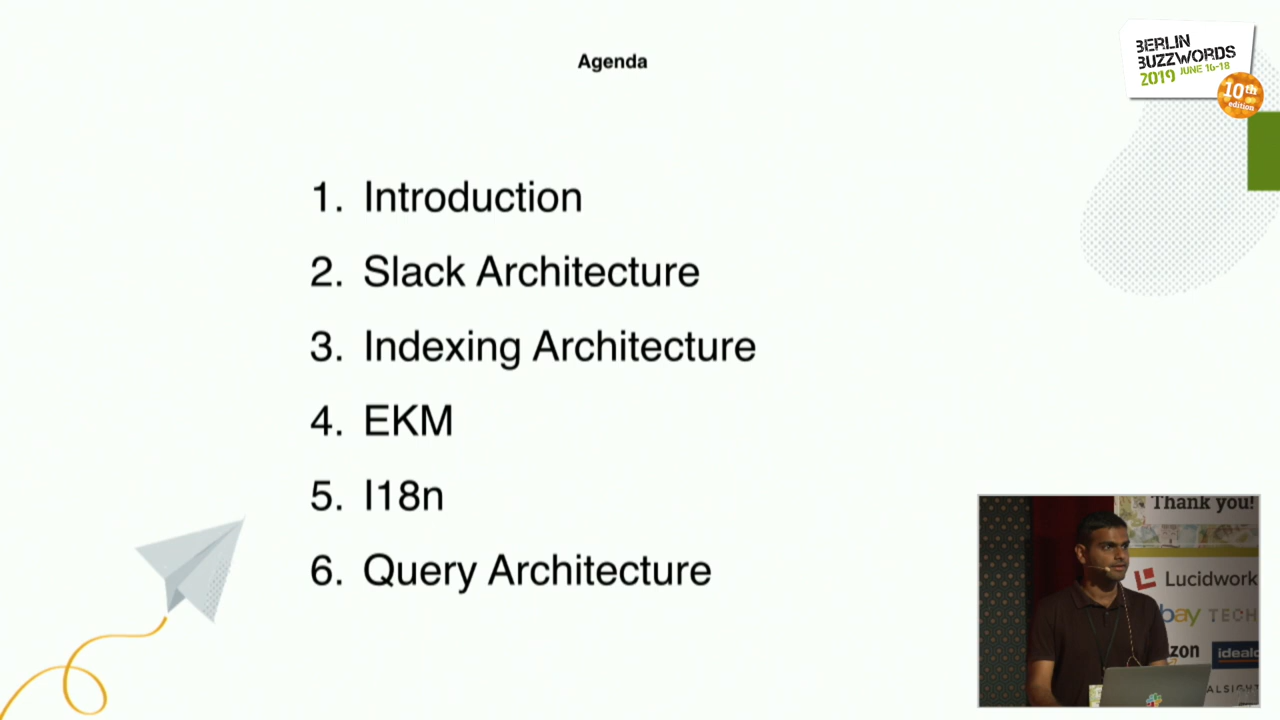 Agenda
BERLIN
BUZZWORDS
2019 JUNE 16-18
10th
edition
1. Introduction
2. Slack Architecture
3. Indexing Architecture
4. EKM
5. I18n
6. Query Architecture
Thank you!
Lucidwork
bay TECH
zon idealo
ALSIGHT